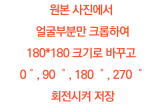 원본 사진에서
얼굴부분만 크롭하여
180*180 크기로 바꾸고
0 °, 90 °, 180 °, 270 °
회전시켜 저장